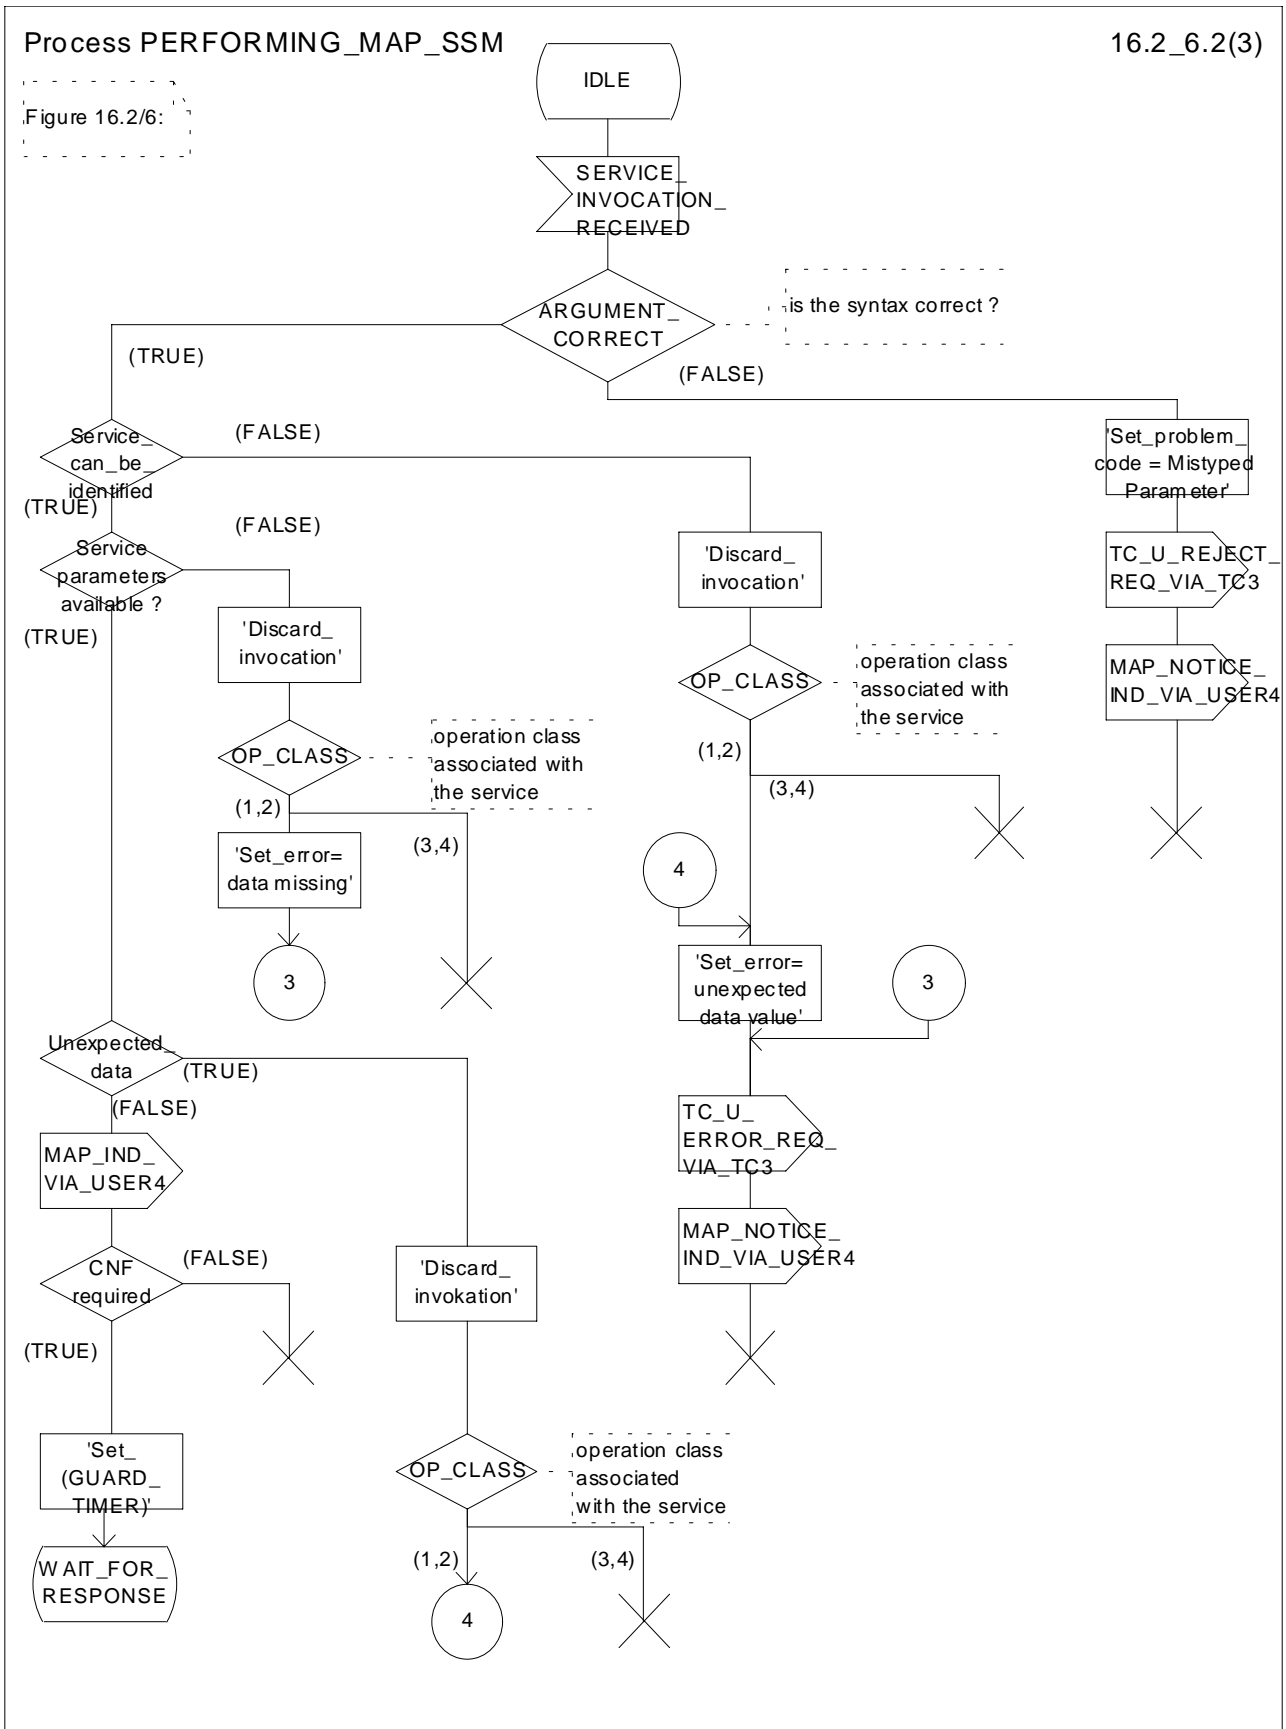 Process PERFORMING_MAP_SSM
16.2_6.2(3)
Figure 16.2/6:
IDLE
SERVICE_
INVOCATION_
RECEIVED
ARGUMENT_
CORRECT
is the syntax correct ?
(TRUE)
(FALSE)
Service_
can_be_
identified
(FALSE)
(TRUE)
'Set_problem_
code = Mistyped
Parameter'
Service
parameters
available ?
(FALSE)
(TRUE)
'Discard_
invocation'
TC_U_REJECT_
REQ_VIA_TC3
'Discard_
invocation'
OP_CLASS
operation class
associated with
the service
MAP_NOTICE_
IND_VIA_USER4
OP_CLASS
operation class
associated with
the service
(1,2)
(3,4)
(1,2)
(3,4)
'Set_error=
data missing'
3
4
'Set_error=
unexpected
data value'
3
Unexpected_
data
(TRUE)
(FALSE)
TC_U_
ERROR_REQ_
VIA_TC3
MAP_IND_
VIA_USER4
MAP_NOTICE_
IND_VIA_USER4
CNF
required
(FALSE)
(TRUE)
'Discard_
invokation'
'Set_
(GUARD_
TIMER)'
OP_CLASS
operation class
associated
with the service
(1,2)
(3,4)
WAIT_FOR_
RESPONSE
4